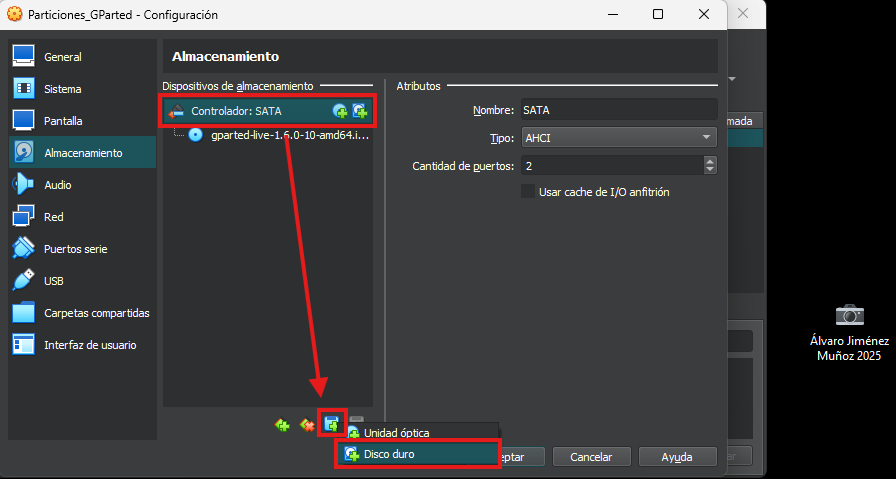 Particiones_GParted - Configuración
General
Sistema
Pantalla
Almacenamiento
Audio
Red
Puertos serie
USB
Carpetas compartidas
Interfaz de usuario
Almacenamiento
Dispositivos de almacenamiento
Controlador: SATA
gparted-live-1.6.0-10-amd64.i...
Atributos
Nombre: SATA
Tipo: AHCI
Cantidad de puertos: 2
Usar cache de I/O anfitrión
Unidad óptica
Disco duro
eptar
Cancelar
Ayuda
mada
ar
Álvaro Jiménez
Muñoz 2025